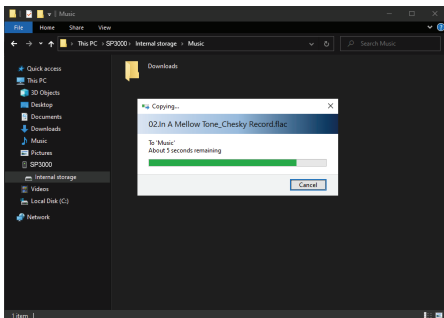 Music
File Home Share View
This PC > SP3000 > Internal storage > Music
Search Music
Quick access
This PC
3D Objects
Desktop
Documents
Downloads
Music
Pictures
SP3000
Internal storage
Videos
Local Disk (C:)
Network
Downloads
Copying...
02.In A Mellow Tone_Chesky Record.flac
To 'Music'
About 5 seconds remaining
Cancel
1 item